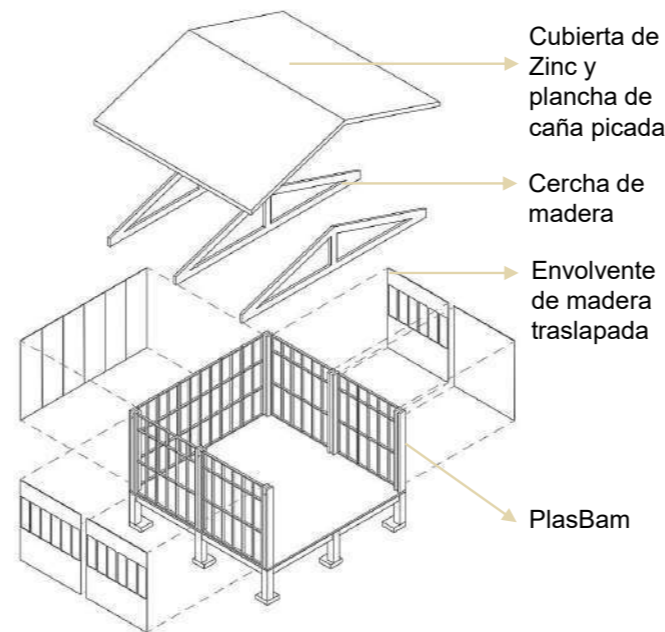 Cubierta de
Zinc y
plancha de
caña picada
Cercha de
madera
Envolvente
de madera
traslapada
PlasBam